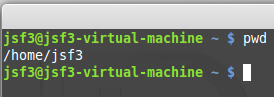 jsf3@jsf3-virtual-machine ~ $ pwd
/home/jsf3
jsf3@jsf3-virtual-machine ~ $